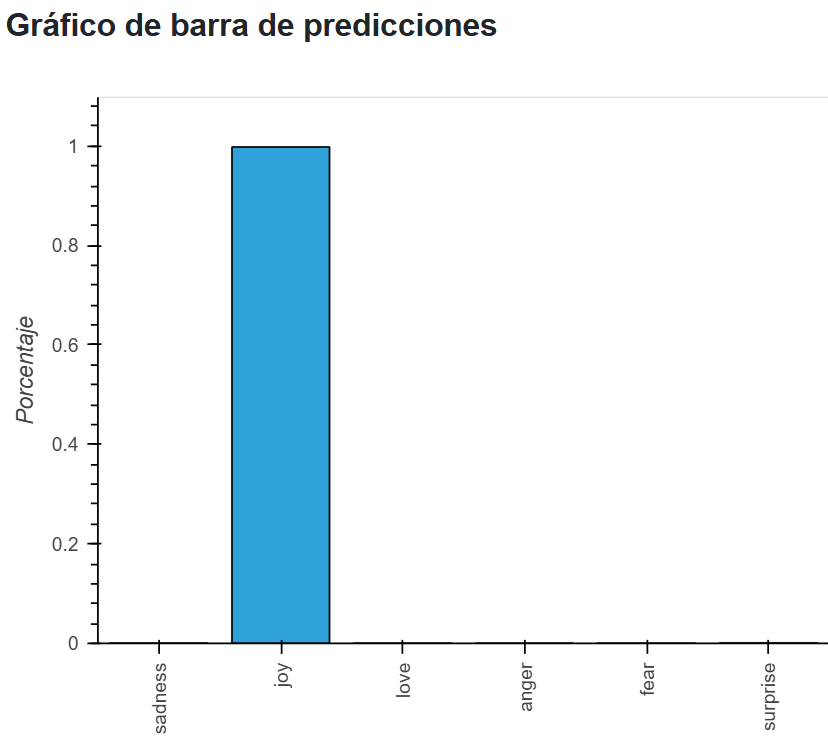 Gráfico de barra de predicciones
Porcentaje
1
0.8
0.6
0.4
0.2
0
sadness
joy
love
anger
fear
surprise